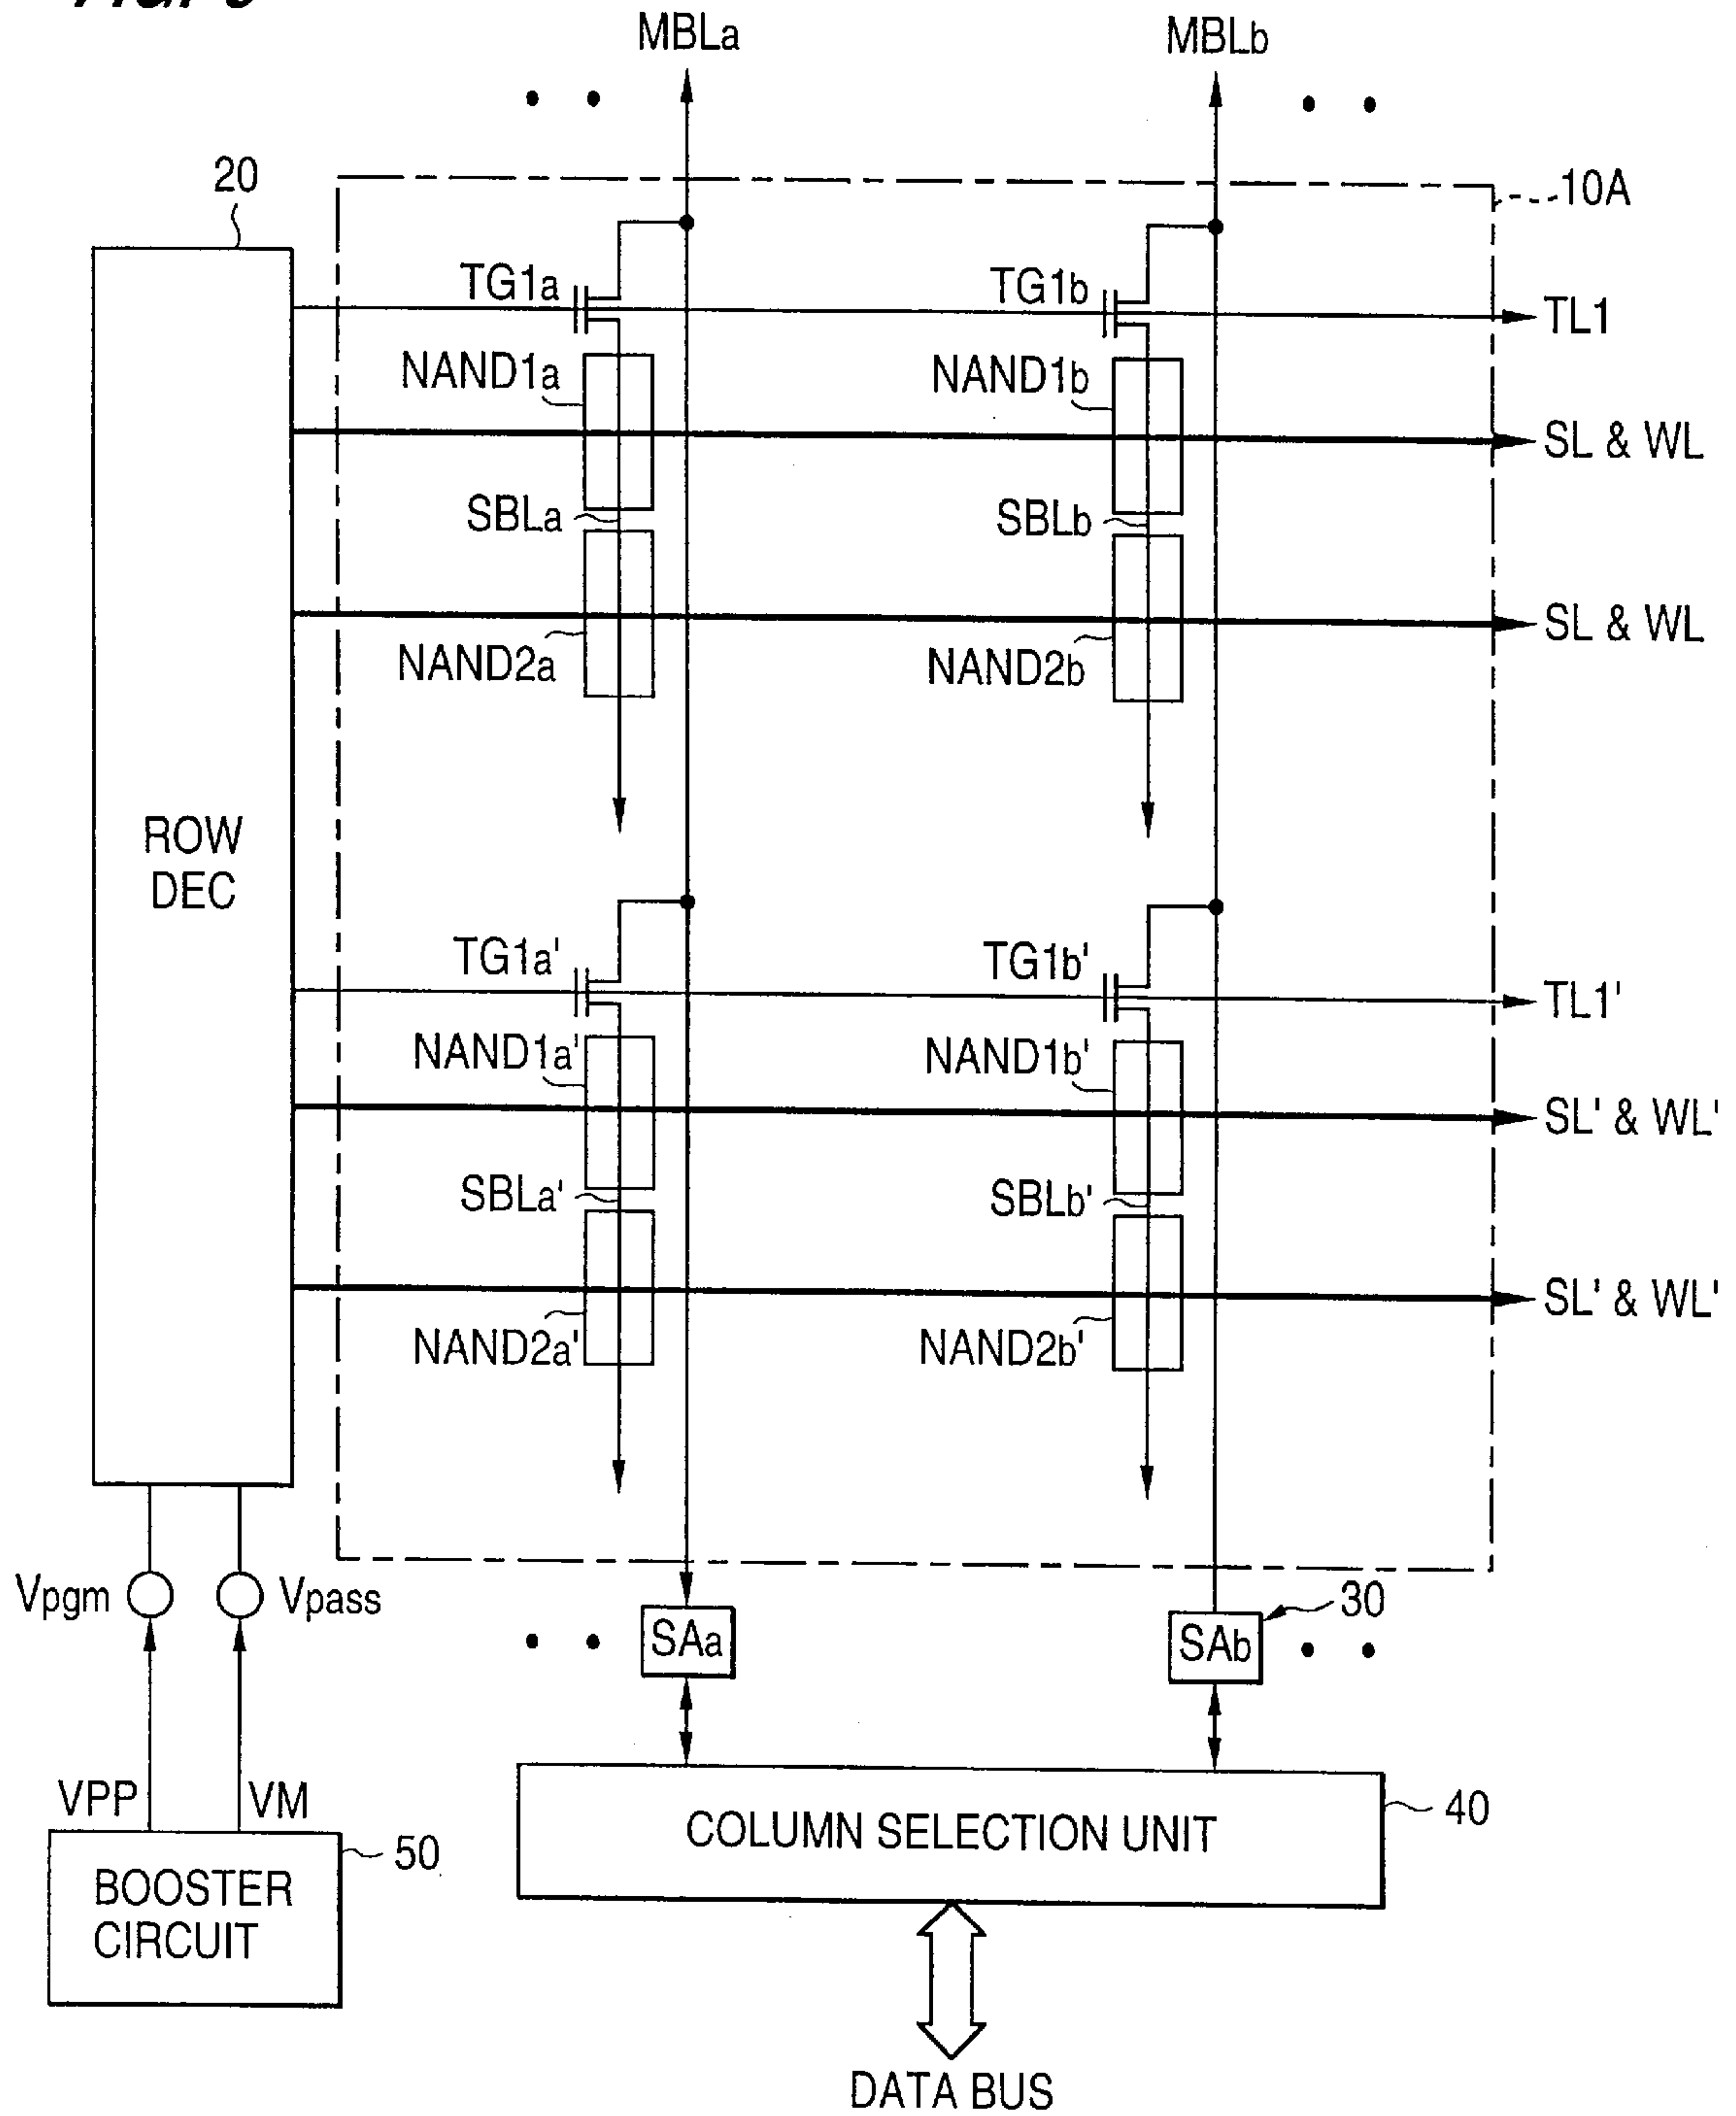 MBLa
MBLb
20
10A
TG1a
TG1b
TL1
NAND1a
NAND1b
SL & WL
SBLa
SBLb
SL & WL
NAND2a
NAND2b
ROW
DEC
TG1a'
TG1b'
TL1'
NAND1a'
NAND1b'
SL' & WL'
SBLa'
SBLb'
SL' & WL'
NAND2a'
NAND2b'
Vpgm
Vpass
30
SAa
SAb
VPP
VM
40
COLUMN SELECTION UNIT
50
BOOSTER
CIRCUIT
DATA BUS